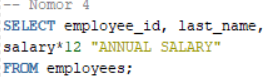 -- Nomor 4
SELECT employee_id, last_name,
salary*12 "ANNUAL SALARY"
FROM employees;